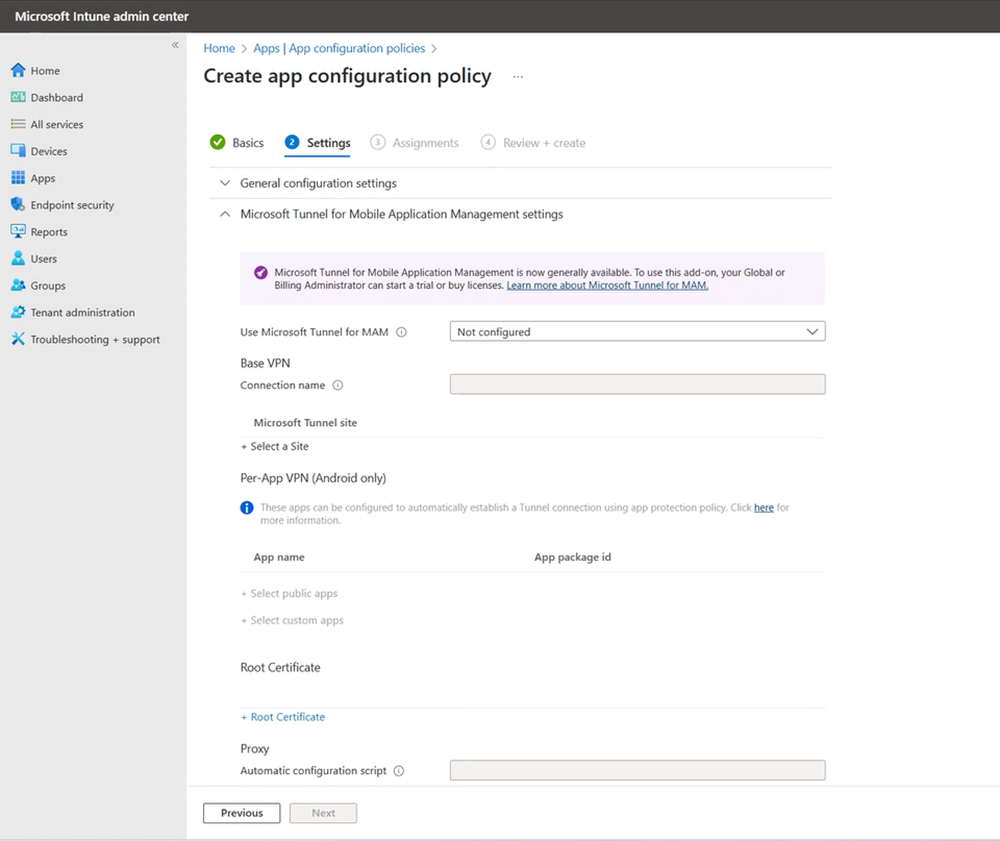 Microsoft Intune admin center
«
Home
Dashboard
All services
Devices
Apps
Endpoint security
Reports
Users
Groups
Tenant administration
Troubleshooting + support
Home > Apps | App configuration policies >
Create app configuration policy ...
Basics
2 Settings
3 Assignments
4 Review + create
General configuration settings
Microsoft Tunnel for Mobile Application Management settings
Microsoft Tunnel for Mobile Application Management is now generally available. To use this add-on, your Global or
Billing Administrator can start a trial or buy licenses. Learn more about Microsoft Tunnel for MAM.
Use Microsoft Tunnel for MAM
Not configured
Base VPN
Connection name
Microsoft Tunnel site
+ Select a Site
Per-App VPN (Android only)
These apps can be configured to automatically establish a Tunnel connection using app protection policy. Click here for
more information.
App name
App package id
+ Select public apps
+ Select custom apps
Root Certificate
+ Root Certificate
Proxy
Automatic configuration script
Previous
Next